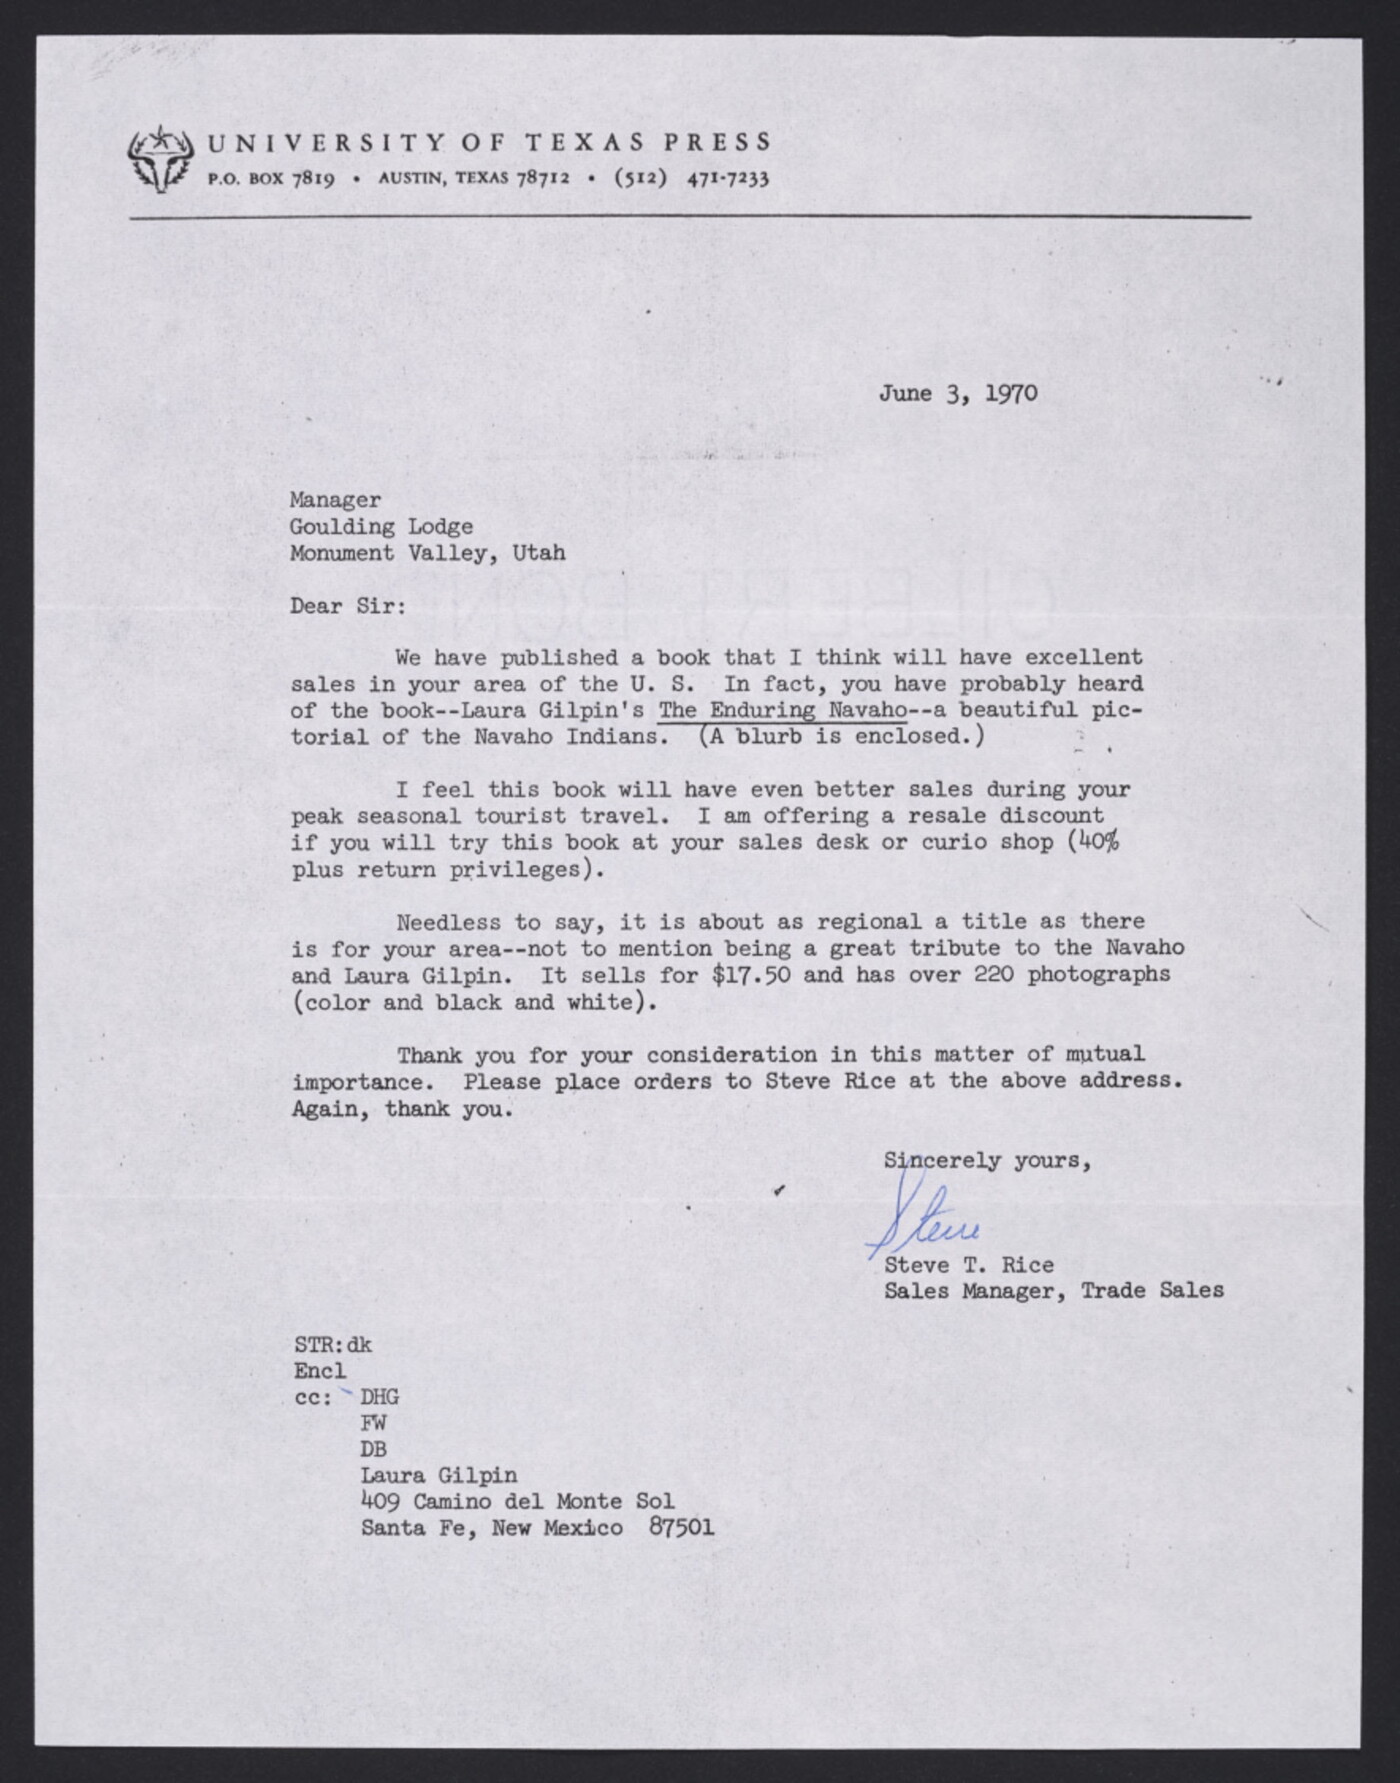 UNIVERSITY OF TEXAS PRESS
P.O. BOX 7819 • AUSTIN, TEXAS 78712 • (512) 471-7233
June 3, 1970
Manager
Goulding Lodge
Monument Valley, Utah
Dear Sir:
We have published a book that I think will have excellent
sales in your area of the U. S. In fact, you have probably heard
of the book--Laura Gilpin's The Enduring Navaho--a beautiful pic-
torial of the Navaho Indians. (A blurb is enclosed.)
I feel this book will have even better sales during your
peak seasonal tourist travel. I am offering a resale discount
if you will try this book at your sales desk or curio shop (40%
plus return privileges).
Needless to say, it is about as regional a title as there
is for your area--not to mention being a great tribute to the Navaho
and Laura Gilpin. It sells for $17.50 and has over 220 photographs
(color and black and white).
Thank you for your consideration in this matter of mutual
importance. Please place orders to Steve Rice at the above address.
Again, thank you.
Sincerely yours,
Steve
Steve T. Rice
Sales Manager, Trade Sales
STR:dk
Encl
cc: DHG
FW
DB
Laura Gilpin
409 Camino del Monte Sol
Santa Fe, New Mexico 87501